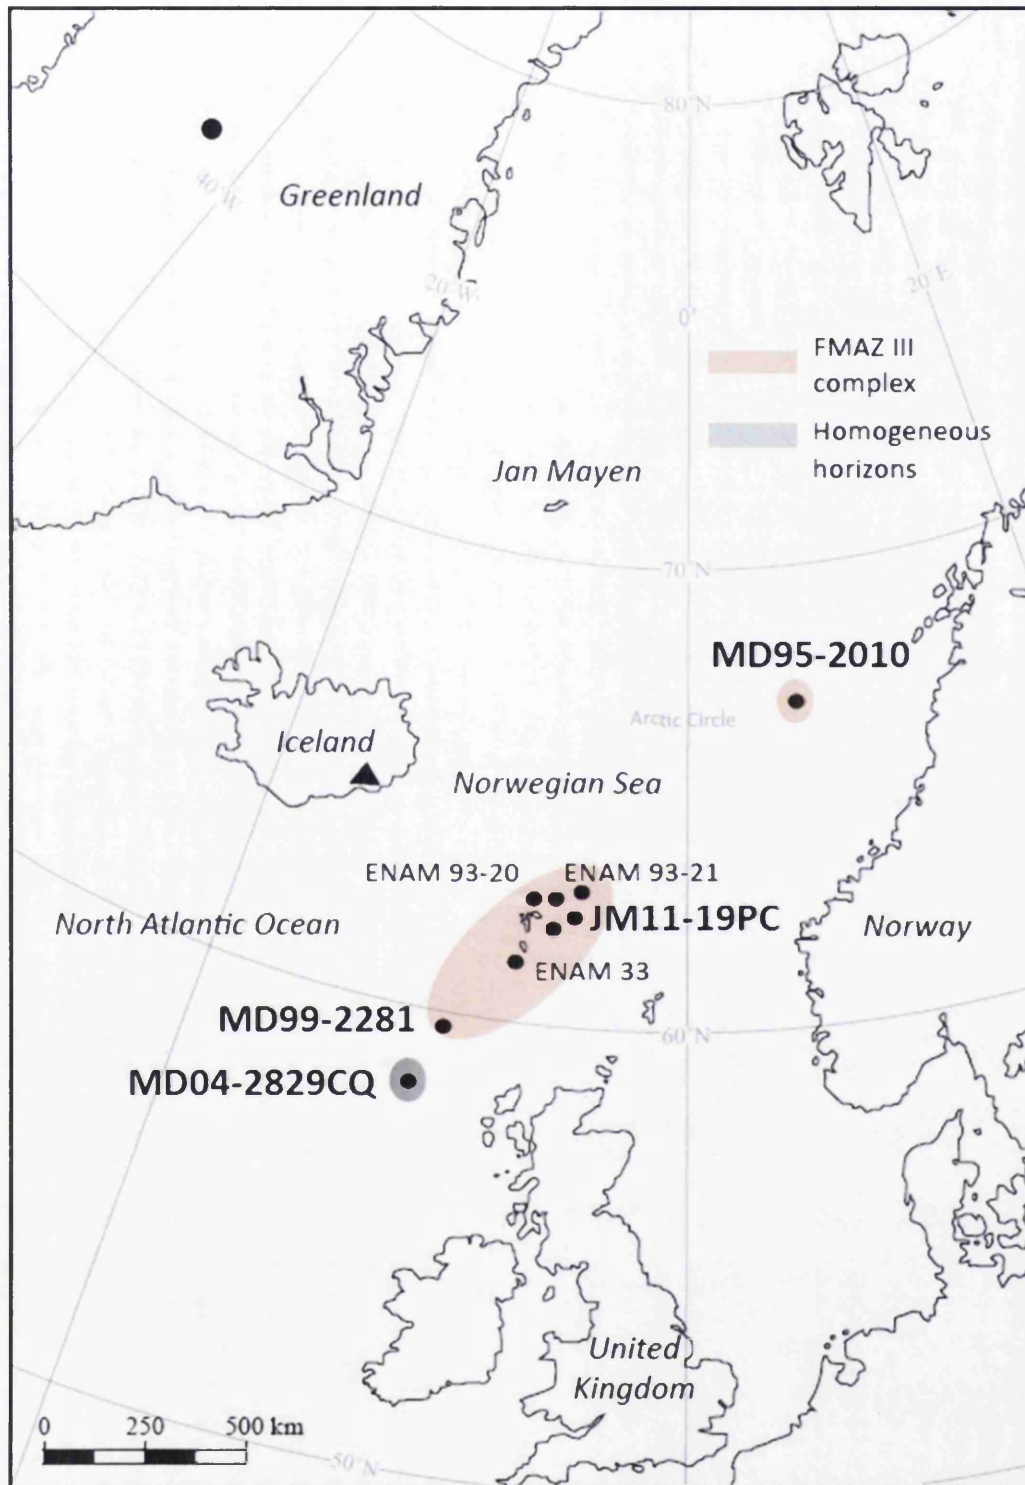 80°N
40°W
Greenland
20°W
20°E
0°
FMAZ III
complex
Homogeneous
horizons
Jan Mayen
70°N
MD95-2010
Arctic Circle
Iceland
Norwegian Sea
ENAM 93-20
ENAM 93-21
North Atlantic Ocean
JM11-19PC
Norway
ENAM 33
MD99-2281
60°N
MD04-2829CQ
United
Kingdom
0
250
500 km
50°N